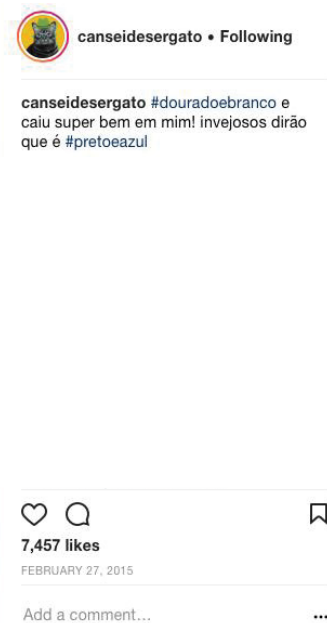 canseidesergato • Following
canseidesergato #douradoebranco e
caiu super bem em mim! invejosos dirão
que é #pretoeazul
7,457 likes
FEBRUARY 27, 2015
Add a comment...